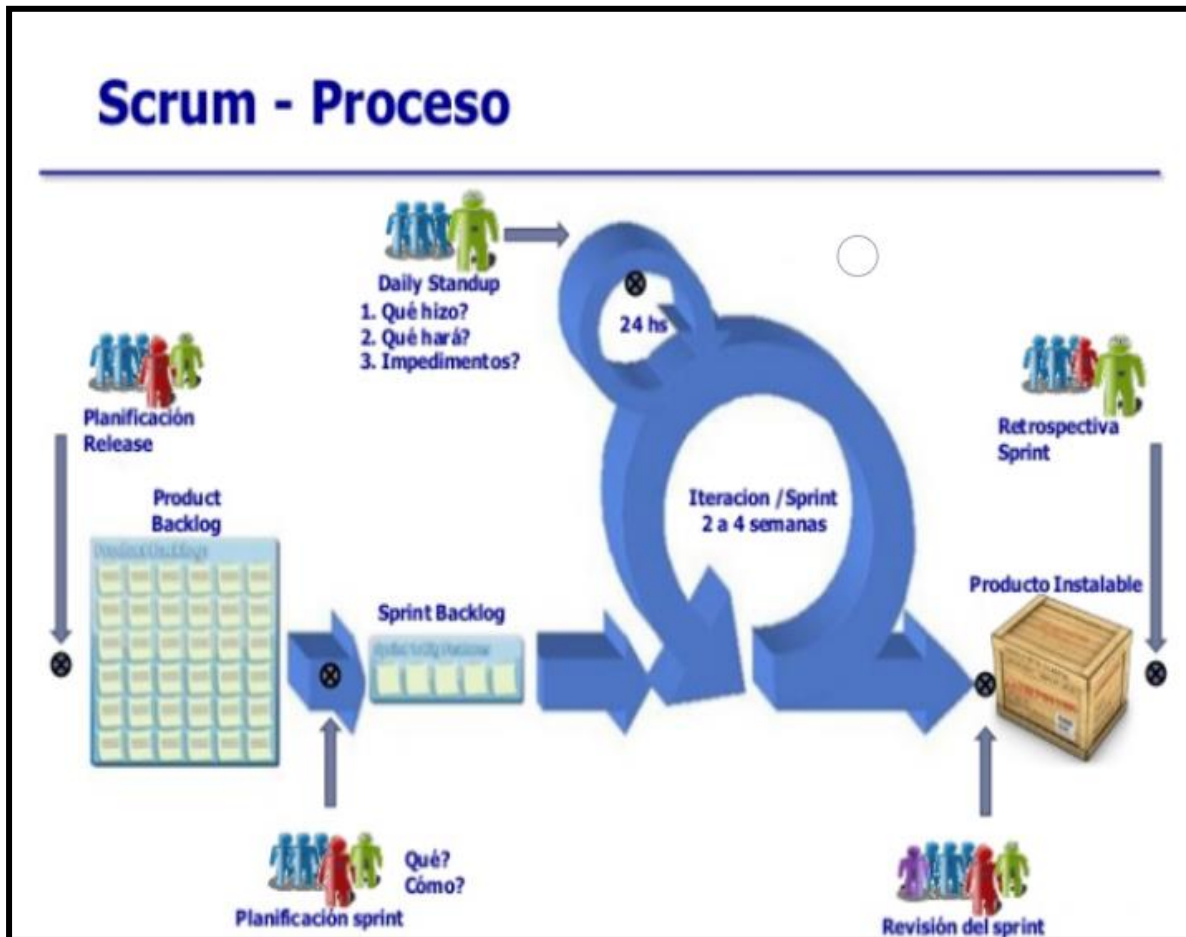 Scrum - Proceso
Daily Standup
1. Qué hizo?
2. Qué hará?
3. Impedimentos?
24 hs
Planificación
Release
Retrospectiva
Sprint
Product
Backlog
Iteracion / Sprint
2 a 4 semanas
Producto Instalable
Sprint Backlog
Qué?
Cómo?
Planificación sprint
Revisión del sprint